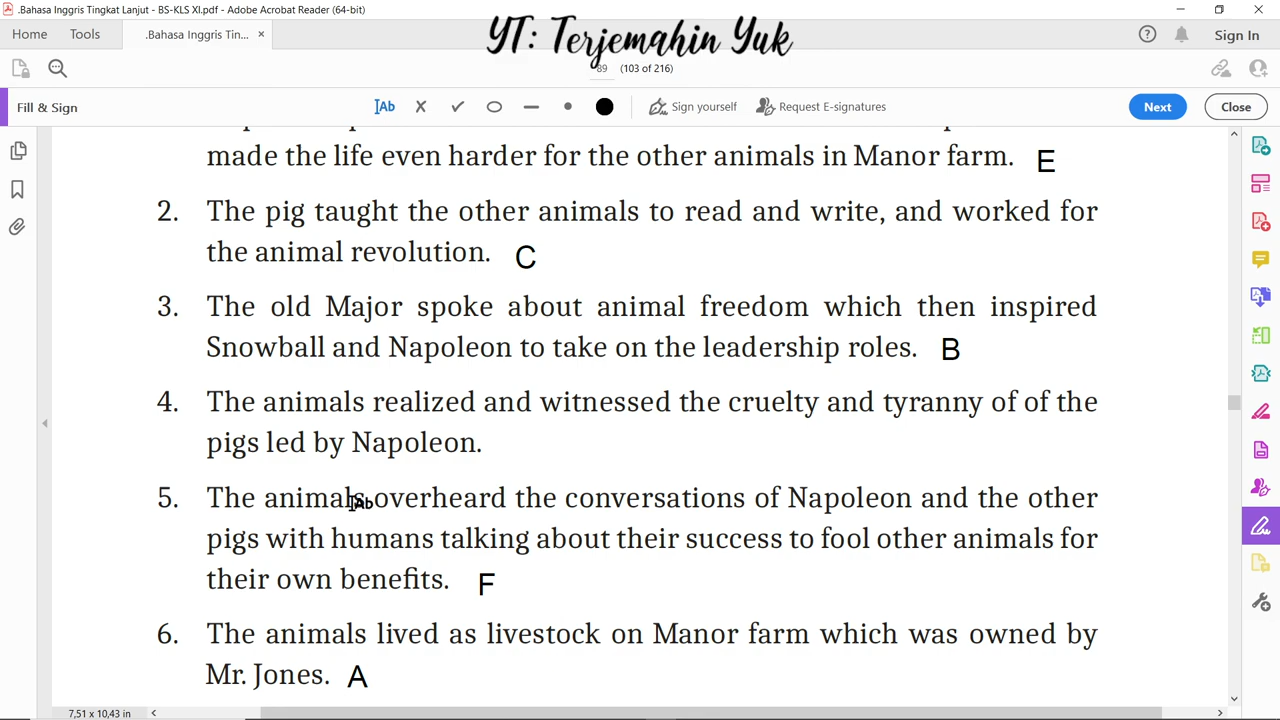 .Bahasa Inggris Tingkat Lanjut - BS-KLS XI.pdf - Adobe Acrobat Reader (64-bit)
Home Tools .Bahasa Inggris Tin... × Sign In
YT: Terjemahin Yuk
89 (103 of 216)
Fill & Sign Ab Sign yourself Request E-signatures Next Close
made the life even harder for the other animals in Manor farm. E
2. The pig taught the other animals to read and write, and worked for
the animal revolution. C
3. The old Major spoke about animal freedom which then inspired
Snowball and Napoleon to take on the leadership roles. B
4. The animals realized and witnessed the cruelty and tyranny of of the
pigs led by Napoleon.
5. The animals overheard the conversations of Napoleon and the other
pigs with humans talking about their success to fool other animals for
their own benefits. F
6. The animals lived as livestock on Manor farm which was owned by
Mr. Jones. A
7,51 x 10,43 in